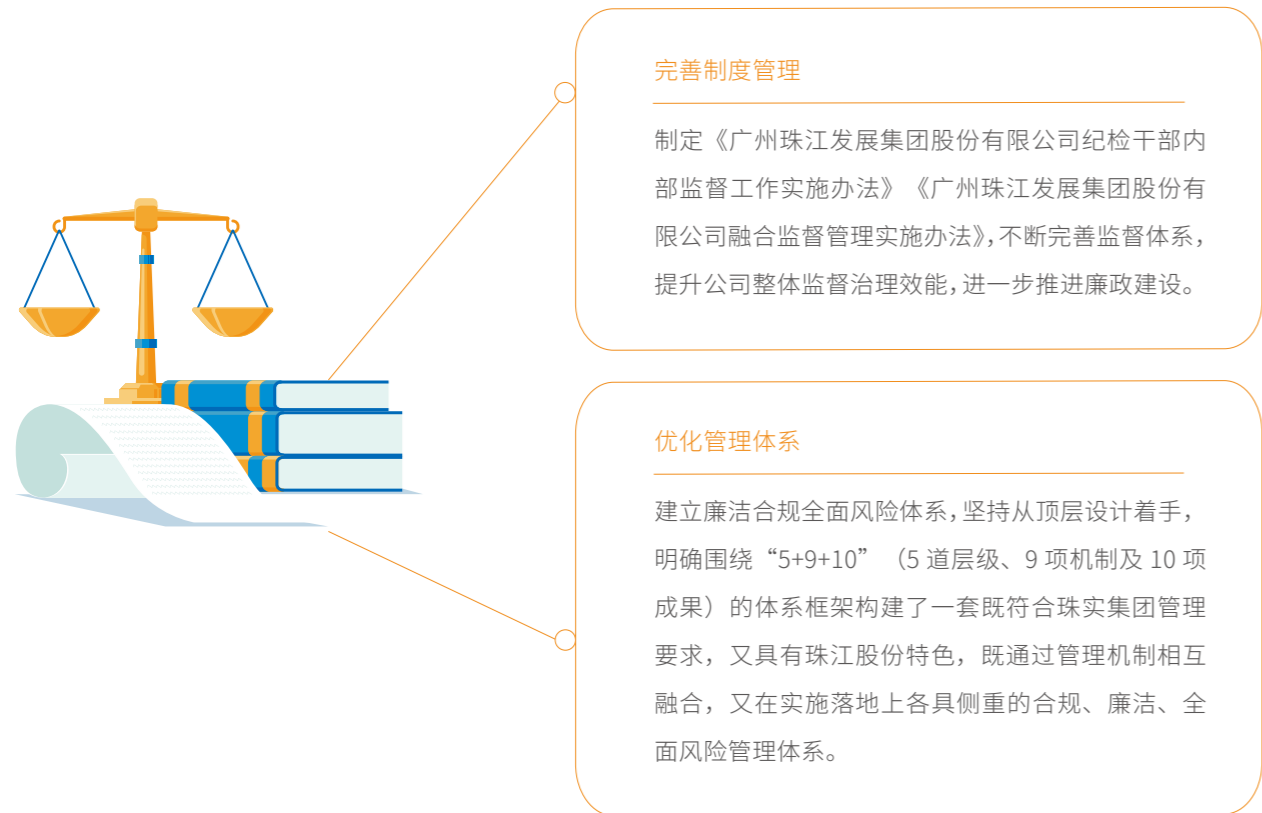 完善制度管理
制定《广州珠江发展集团股份有限公司纪检干部内
部监督工作实施办法》《广州珠江发展集团股份有
限公司融合监督管理实施办法》，不断完善监督体系，
提升公司整体监督治理效能，进一步推进廉政建设。
优化管理体系
建立廉洁合规全面风险体系，坚持从顶层设计着手，
明确围绕“5+9+10”（5 道层级、9 项机制及 10 项
成果）的体系框架构建了一套既符合珠实集团管理
要求，又具有珠江股份特色，既通过管理机制相互
融合，又在实施落地上各具侧重的合规、廉洁、全
面风险管理体系。